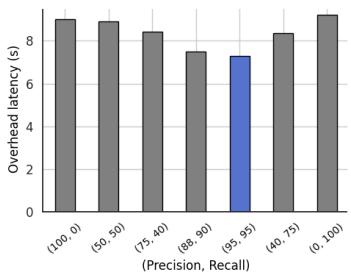 Overhead latency (s)
8
6
4
2
0
(100, 0) (50, 50) (75, 40) (88, 90) (95, 95) (40, 75) (0, 100)
(Precision, Recall)